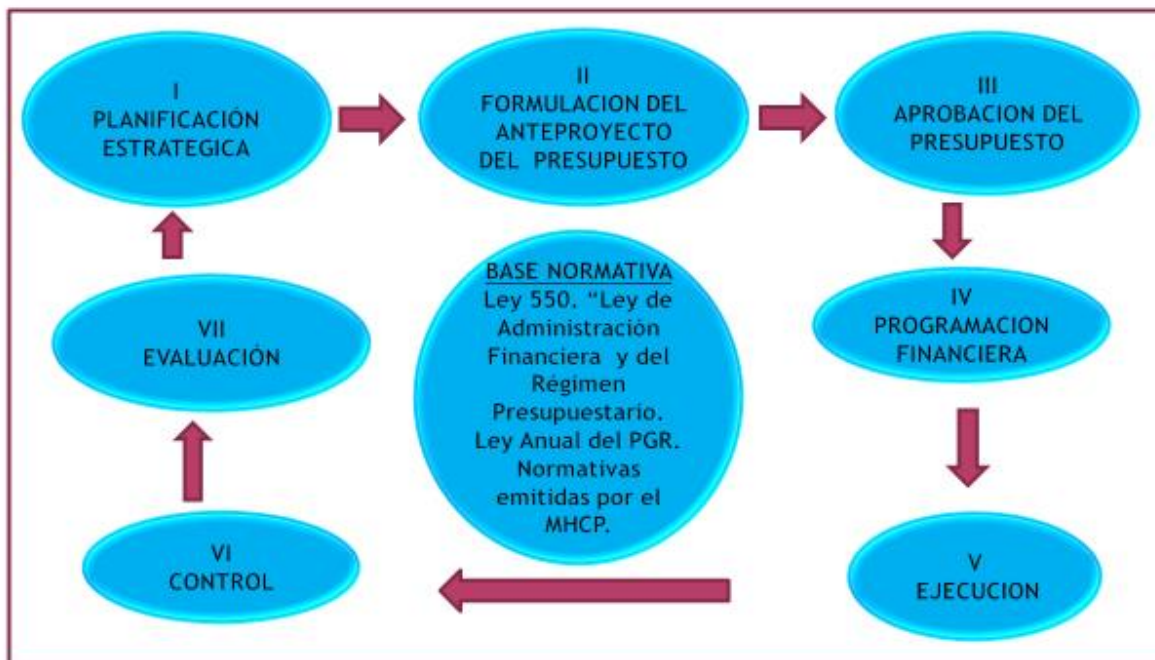 I
PLANIFICACIÓN
ESTRATEGICA
II
FORMULACION DEL
ANTEPROYECTO
DEL PRESUPUESTO
III
APROBACION DEL
PRESUPUESTO
BASE NORMATIVA
Ley 550. “Ley de
Administración
Financiera y del
Régimen
Presupuestario.
Ley Anual del PGR.
Normativas
emitidas por el
MHCP.
IV
PROGRAMACION
FINANCIERA
V
EJECUCION
VI
CONTROL
VII
EVALUACIÓN